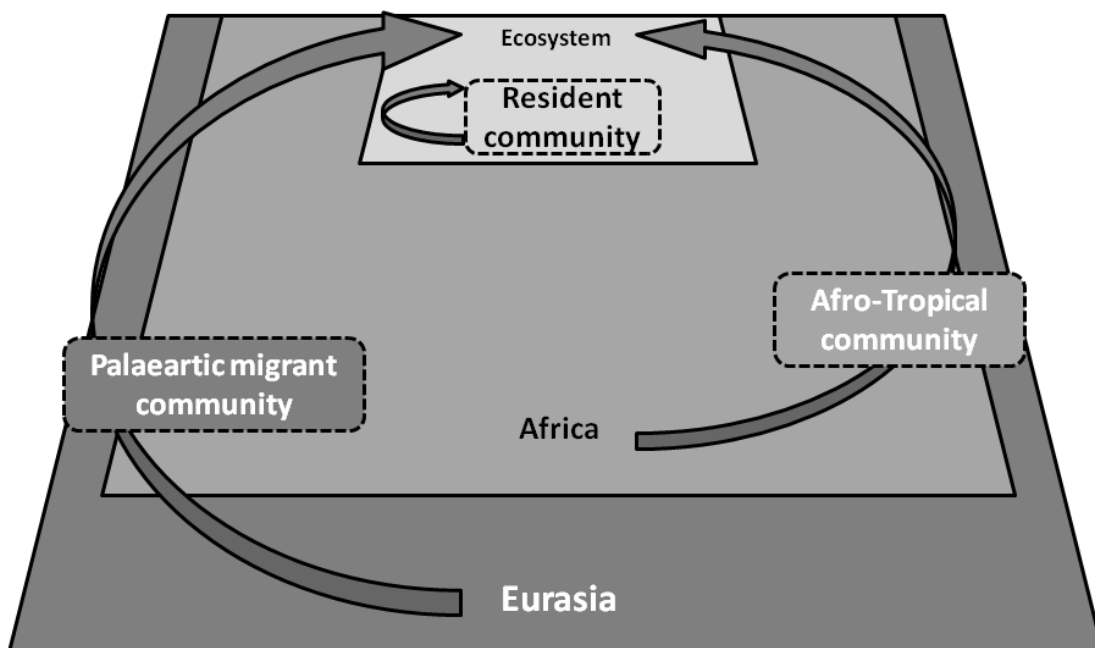 Ecosystem
Resident
community
Afro-Tropical
community
Palaeartic migrant
community
Africa
Eurasia